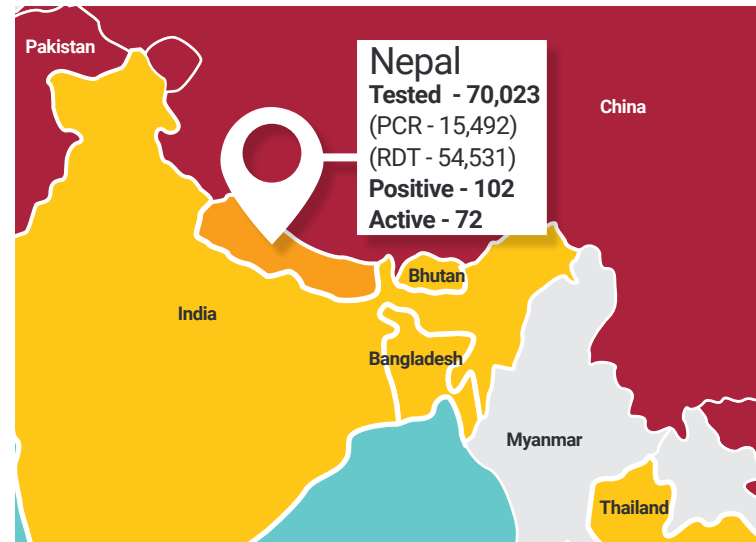 Pakistan
Nepal
Tested - 70,023
(PCR - 15,492)
(RDT - 54,531)
Positive - 102
Active - 72
China
Bhutan
India
Bangladesh
Myanmar
Thailand